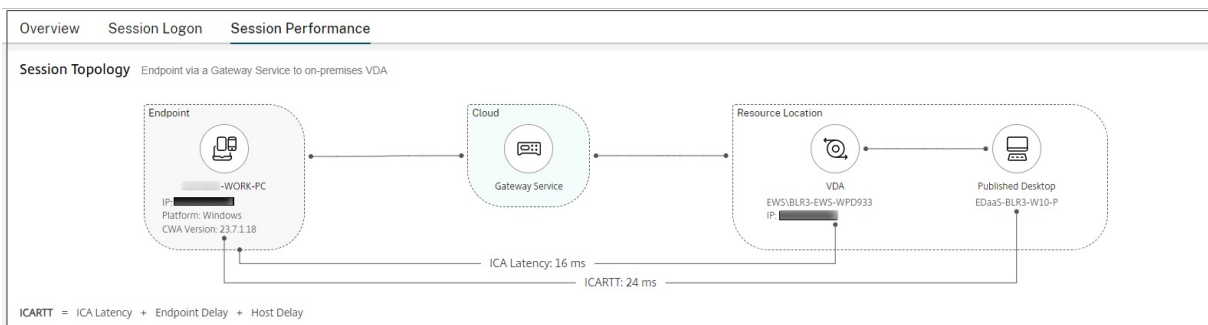 Overview Session Logon Session Performance
Session Topology Endpoint via a Gateway Service to on-premises VDA
Endpoint
-WORK-PC
IP-
Platform: Windows
CWA Version: 23.7.1.18
Cloud
Gateway Service
Resource Location
VDA
EWS\BLR3-EWS-WPD933
IP:
Published Desktop
EDaaS-BLR3-W10-P
ICA Latency: 16 ms
ICARTT: 24 ms
ICARTT = ICA Latency + Endpoint Delay + Host Delay